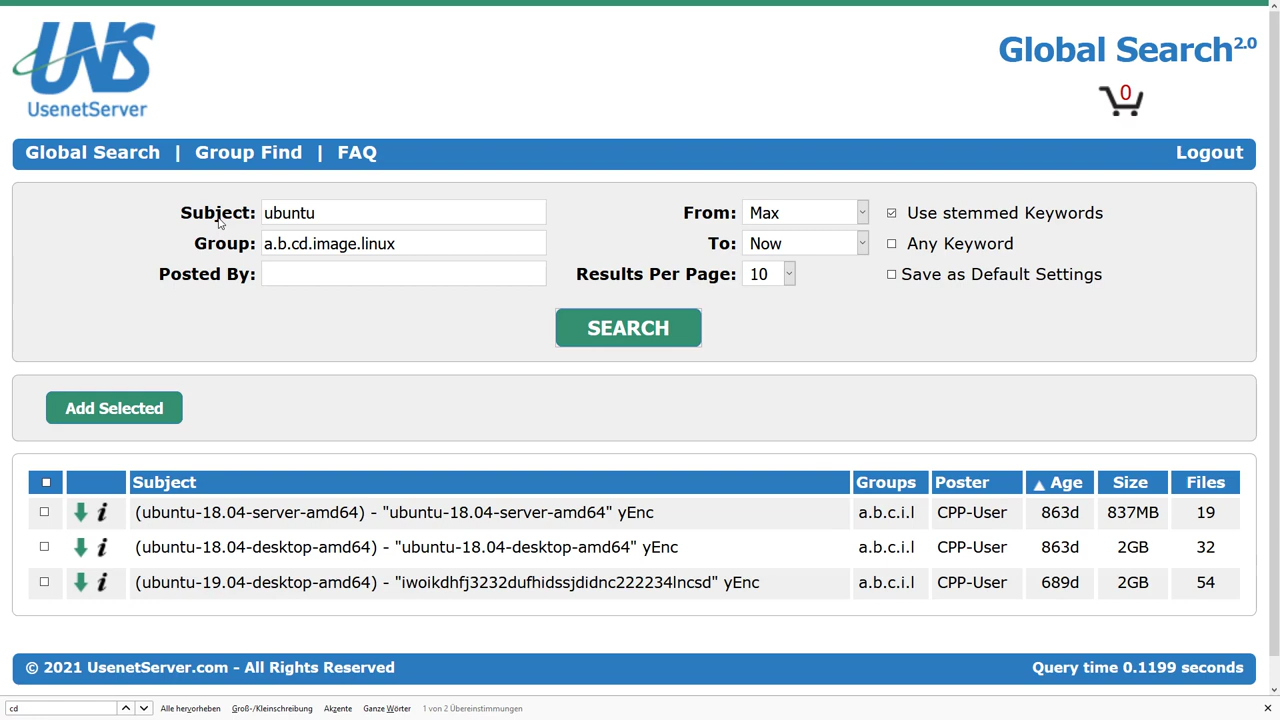 UNS
UsenetServer
Global Search2.0
0
Global Search | Group Find | FAQ Logout
Subject: ubuntu From: Max Use stemmed Keywords
Group: a.b.cd.image.linux To: Now Any Keyword
Posted By: Results Per Page: 10 Save as Default Settings
SEARCH
Add Selected
Subject Groups Poster Age Size Files
i (ubuntu-18.04-server-amd64) - "ubuntu-18.04-server-amd64" yEnc a.b.c.i.l CPP-User 863d 837MB 19
i (ubuntu-18.04-desktop-amd64) - "ubuntu-18.04-desktop-amd64" yEnc a.b.c.i.l CPP-User 863d 2GB 32
i (ubuntu-19.04-desktop-amd64) - "iwoikdhfj3232dufhidssjdidnc222234lncsd" yEnc a.b.c.i.l CPP-User 689d 2GB 54
© 2021 UsenetServer.com - All Rights Reserved Query time 0.1199 seconds
cd Alle hervorheben Groß-/Kleinschreibung Akzente Ganze Wörter 1 von 2 Übereinstimmungen